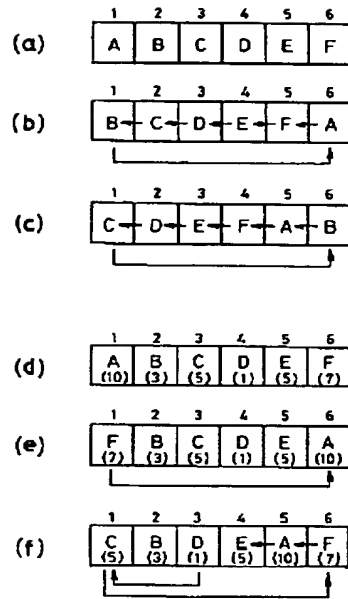 1 2 3 4 5 6
(a) A B C D E F
1 2 3 4 5 6
(b) B C D E F A
1 2 3 4 5 6
(c) C D E F A B
1 2 3 4 5 6
(d) A B C D E F
(10) (3) (5) (1) (5) (7)
1 2 3 4 5 6
(e) F B C D E A
(7) (3) (5) (1) (5) (10)
1 2 3 4 5 6
(f) C B D E A F
(5) (3) (1) (5) (10) (7)